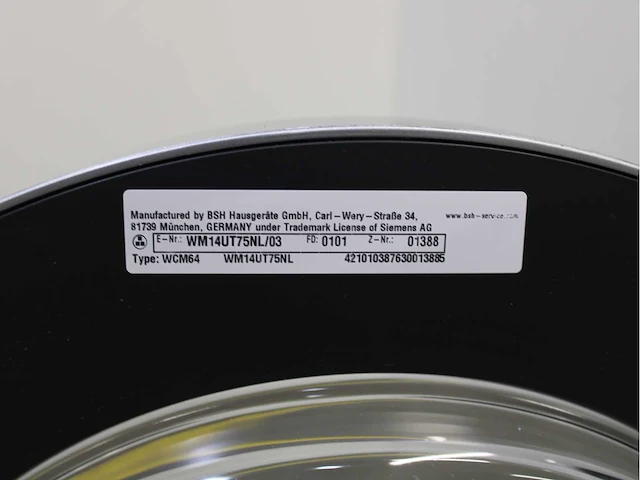 Manufactured by BSH Hausgeräte GmbH, Carl-Wery-Straße 34,
www.bsh-service.com
81739 München, GERMANY under Trademark License of Siemens AG
E-Nr.: WM14UT75NL/03 FD: 0101 Z-Nr.: 01388
Type: WCM64 WM14UT75NL 421010387630013885